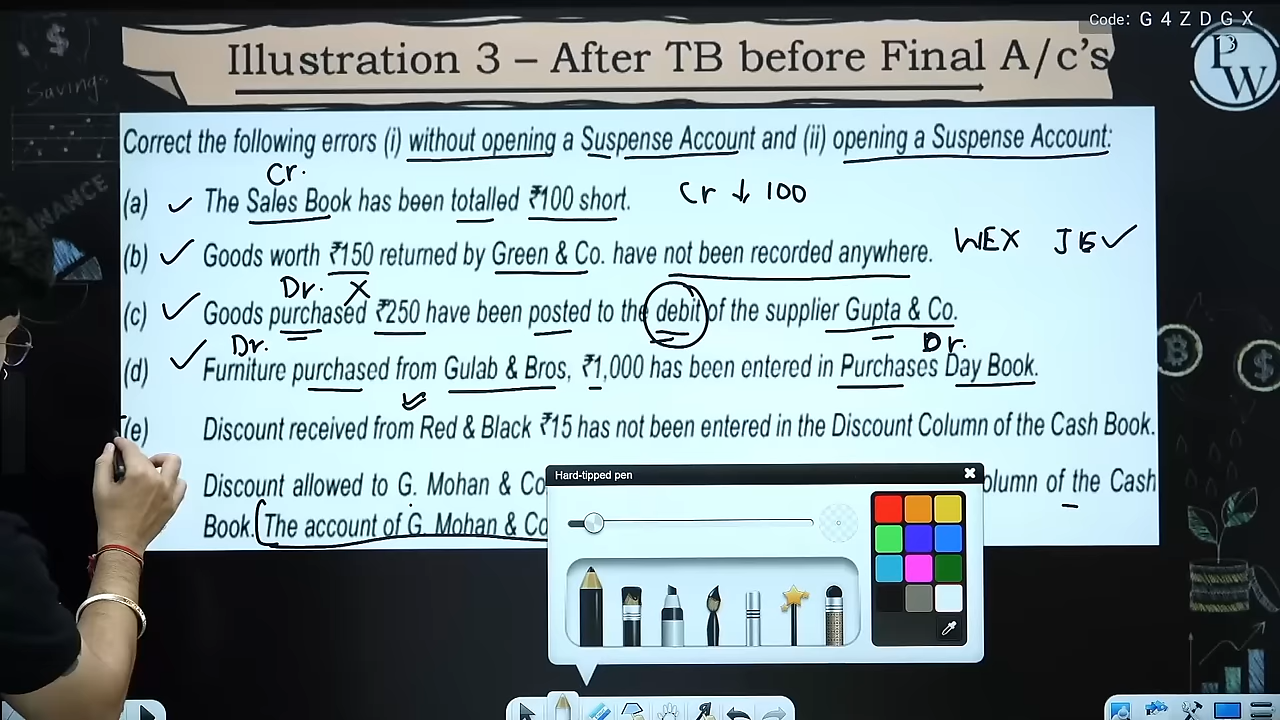 Code: G 4 Z D G X
Illustration 3 – After TB before Final A/c's
P
W
Savings
FINANCE
Correct the following errors (i) without opening a Suspense Account and (ii) opening a Suspense Account:
Cr.
(a) The Sales Book has been totalled ₹100 short. Cr ↓ 100
(b) Goods worth ₹150 returned by Green & Co. have not been recorded anywhere. WEX JE✓
Dr. X
(c) Goods purchased ₹250 have been posted to the debit of the supplier Gupta & Co.
Dr. Dr.
(d) Furniture purchased from Gulab & Bros, ₹1,000 has been entered in Purchases Day Book.
(e) Discount received from Red & Black ₹15 has not been entered in the Discount Column of the Cash Book.
Discount allowed to G. Mohan & Co olumn of the Cash
Book. The account of G. Mohan & Co
Hard-tipped pen